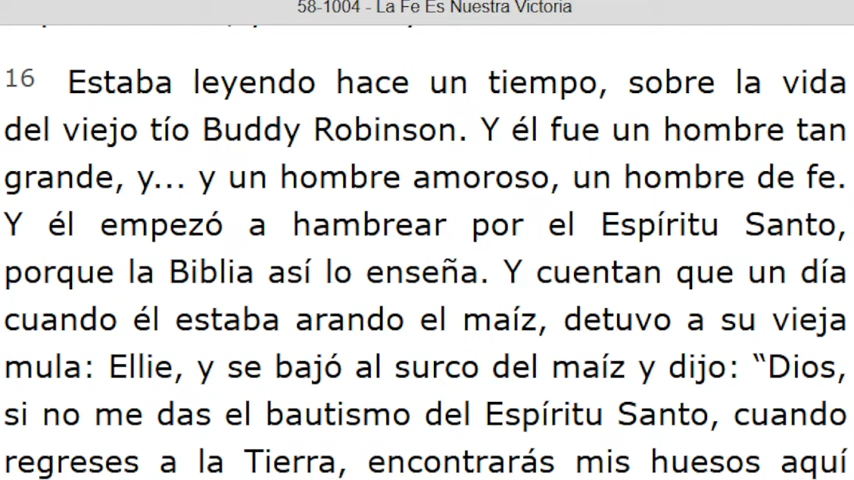 58-1004 - La Fe Es Nuestra Victoria
16 Estaba leyendo hace un tiempo, sobre la vida
del viejo tío Buddy Robinson. Y él fue un hombre tan
grande, y... y un hombre amoroso, un hombre de fe.
Y él empezó a hambrear por el Espíritu Santo,
porque la Biblia así lo enseña. Y cuentan que un día
cuando él estaba arando el maíz, detuvo a su vieja
mula: Ellie, y se bajó al surco del maíz y dijo: “Dios,
si no me das el bautismo del Espíritu Santo, cuando
regreses a la Tierra, encontrarás mis huesos aquí